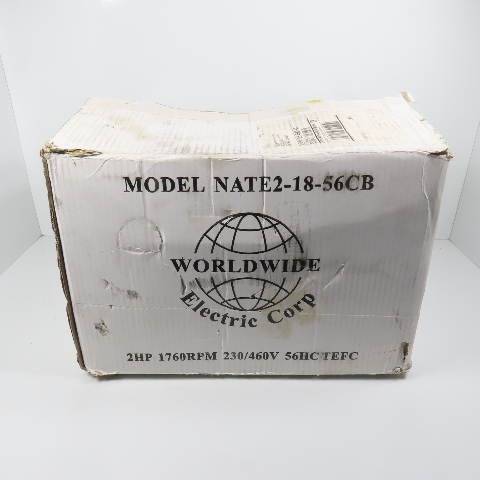 MODEL NATE2-18-56CB
WORLDWIDE
Electric Corp
2HP 1760RPM 230/460V 56HC TEFC